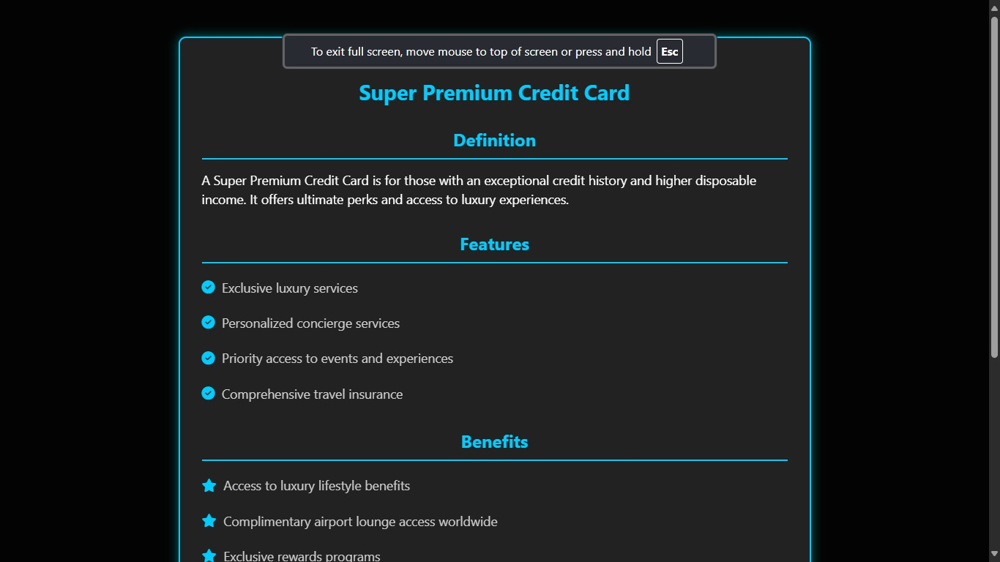 To exit full screen, move mouse to top of screen or press and hold Esc
Super Premium Credit Card
Definition
A Super Premium Credit Card is for those with an exceptional credit history and higher disposable
income. It offers ultimate perks and access to luxury experiences.
Features
Exclusive luxury services
Personalized concierge services
Priority access to events and experiences
Comprehensive travel insurance
Benefits
Access to luxury lifestyle benefits
Complimentary airport lounge access worldwide
Exclusive rewards programs